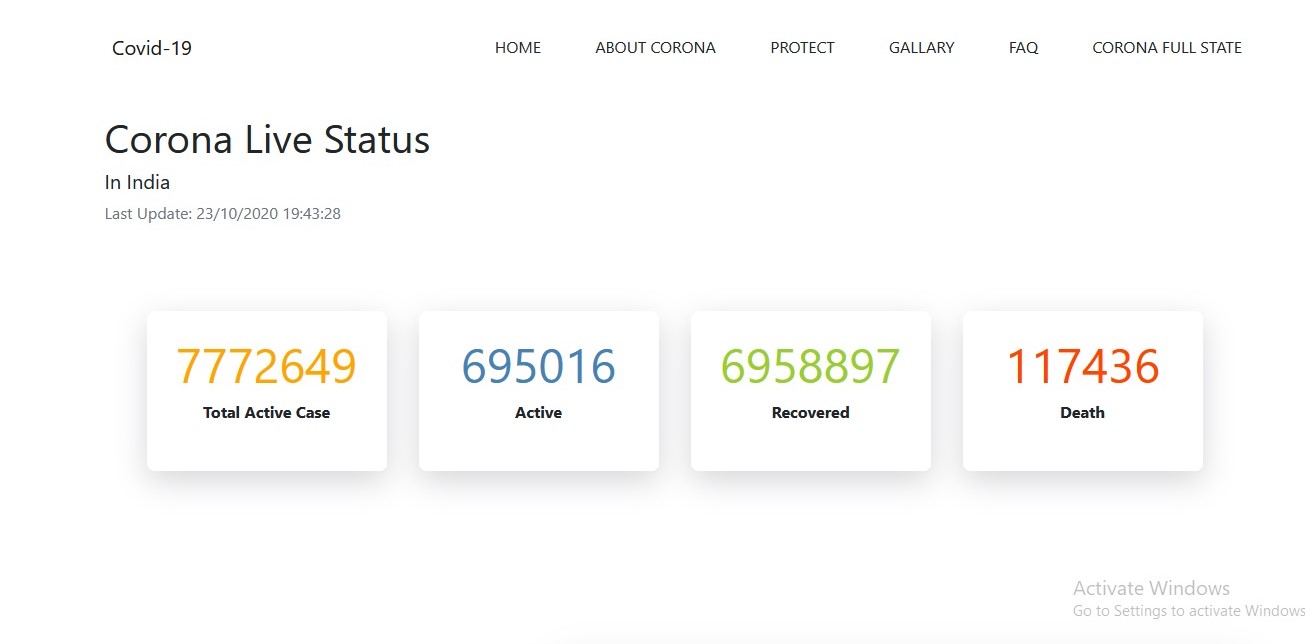 Covid-19
HOME ABOUT CORONA PROTECT GALLARY FAQ CORONA FULL STATE
Corona Live Status
In India
Last Update: 23/10/2020 19:43:28
7772649 695016 6958897 117436
Total Active Case Active Recovered Death
Activate Windows
Go to Settings to activate Windows